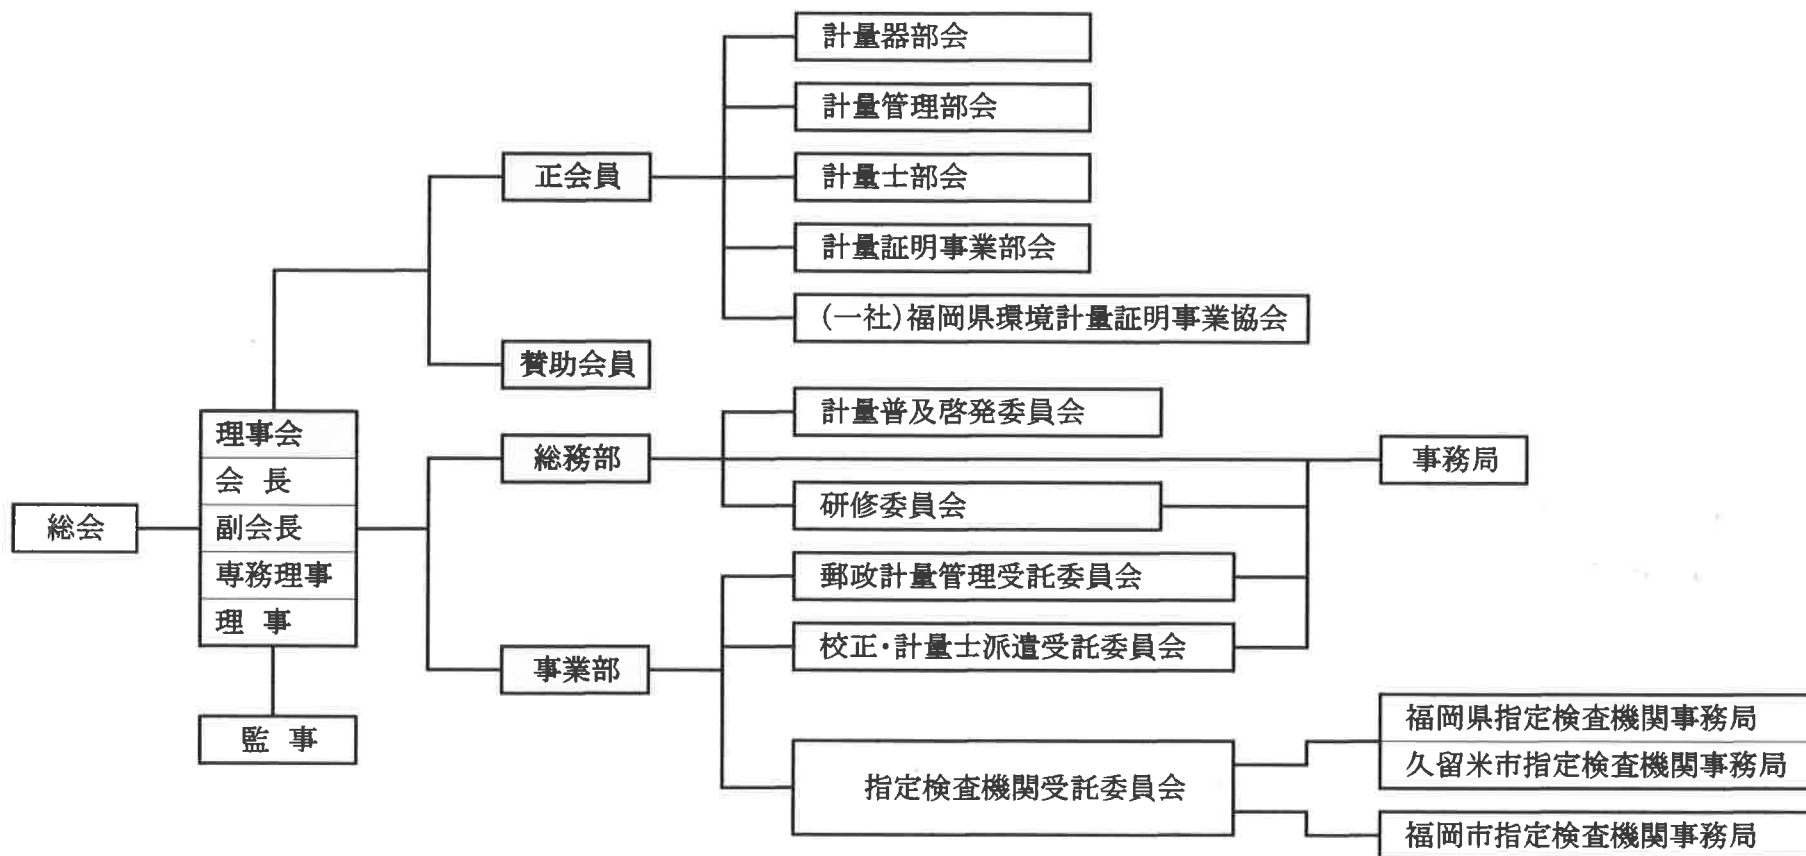 計量器部会
計量管理部会
正会員
計量士部会
計量証明事業部会
(一社)福岡県環境計量証明事業協会
賛助会員
理事会
会 長
副会長
専務理事
理 事
総会
監 事
総務部
計量普及啓発委員会
事務局
研修委員会
郵政計量管理受託委員会
校正・計量士派遣受託委員会
事業部
指定検査機関受託委員会
福岡県指定検査機関事務局
久留米市指定検査機関事務局
福岡市指定検査機関事務局